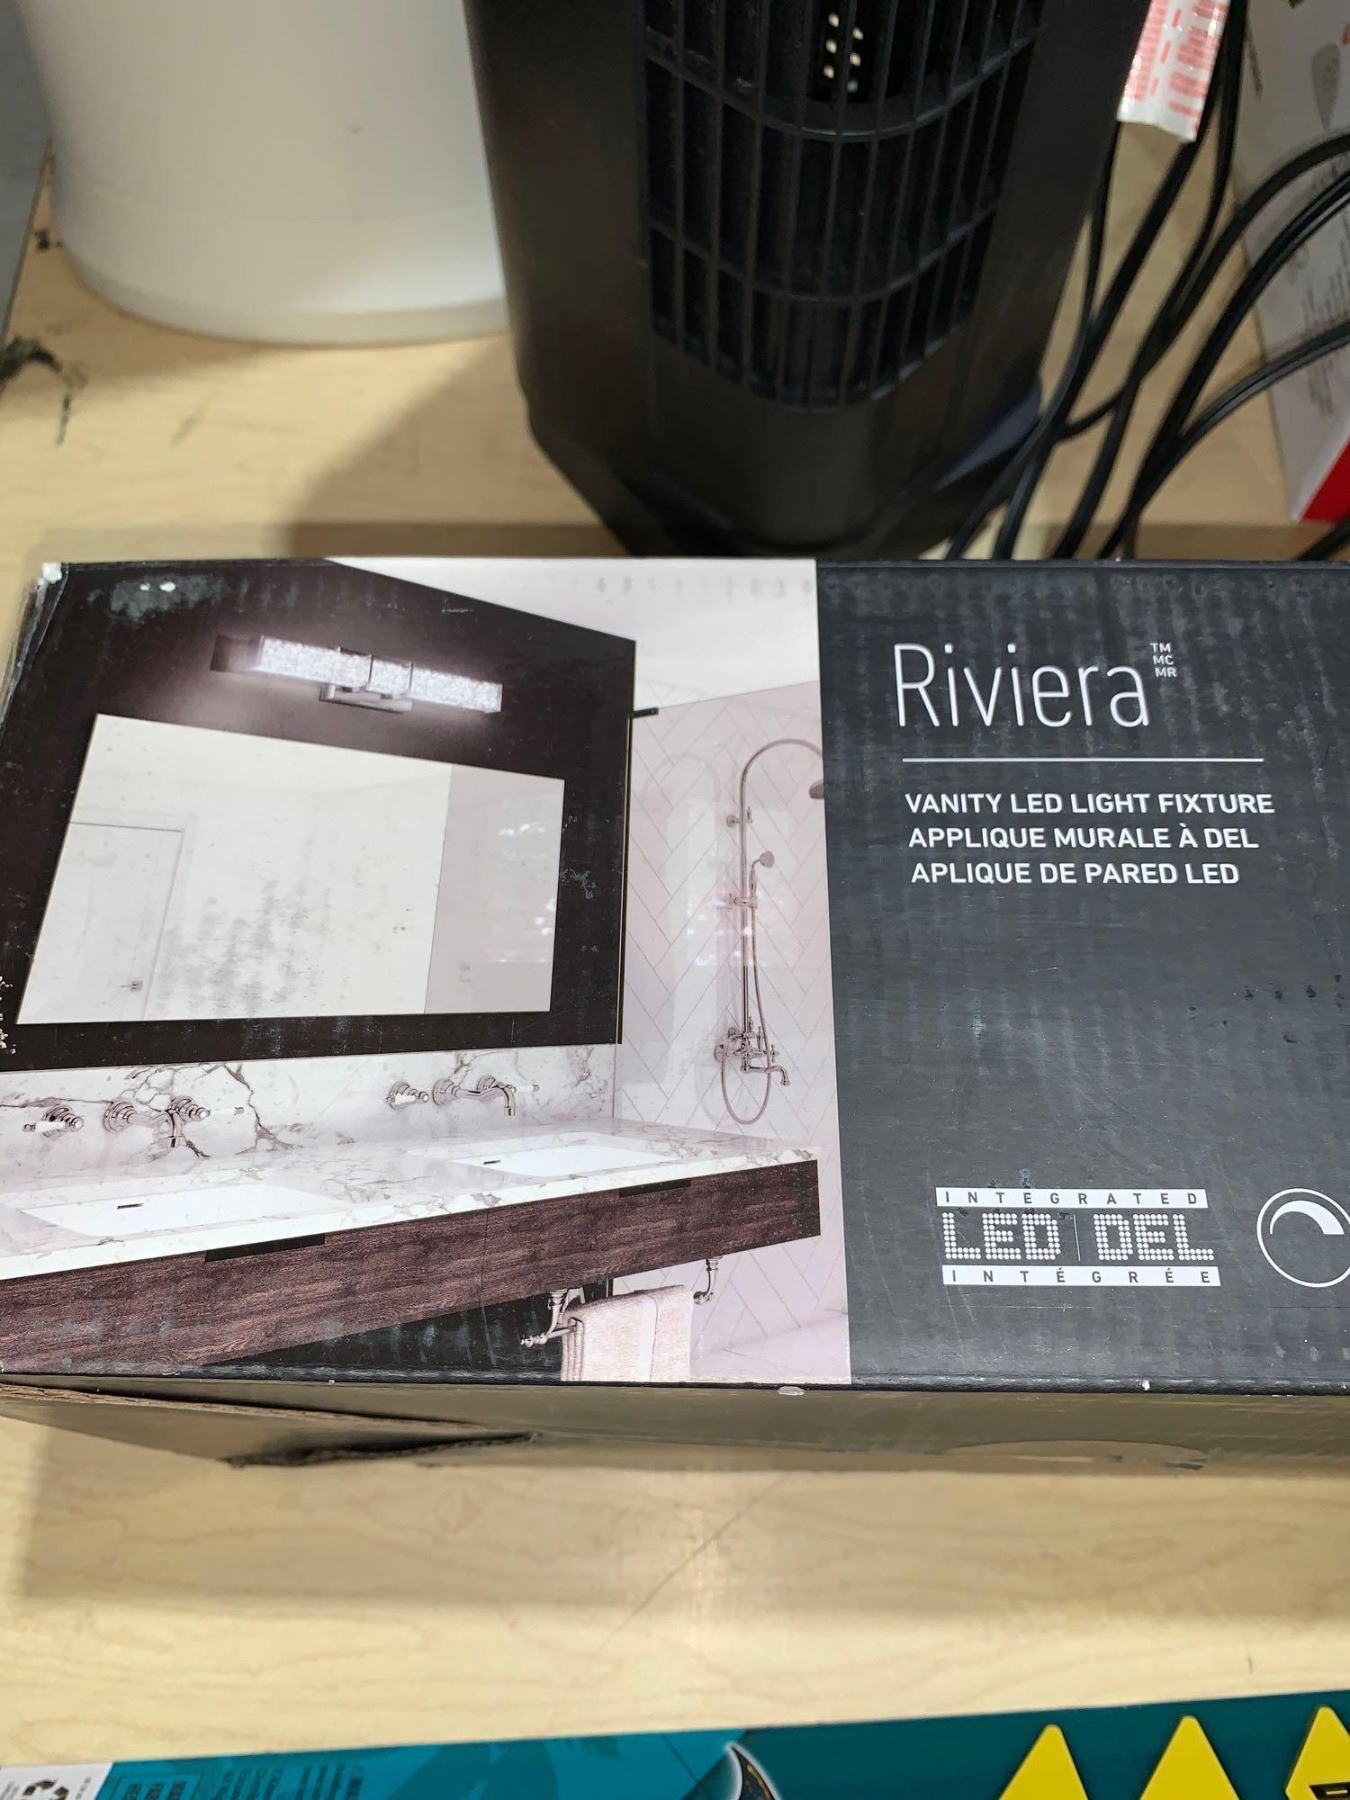 Riviera
TM
MC
MR
VANITY LED LIGHT FIXTURE
APPLIQUE MURALE À DEL
APLIQUE DE PARED LED
INTEGRATED
LED DEL
INTÉGRÉE